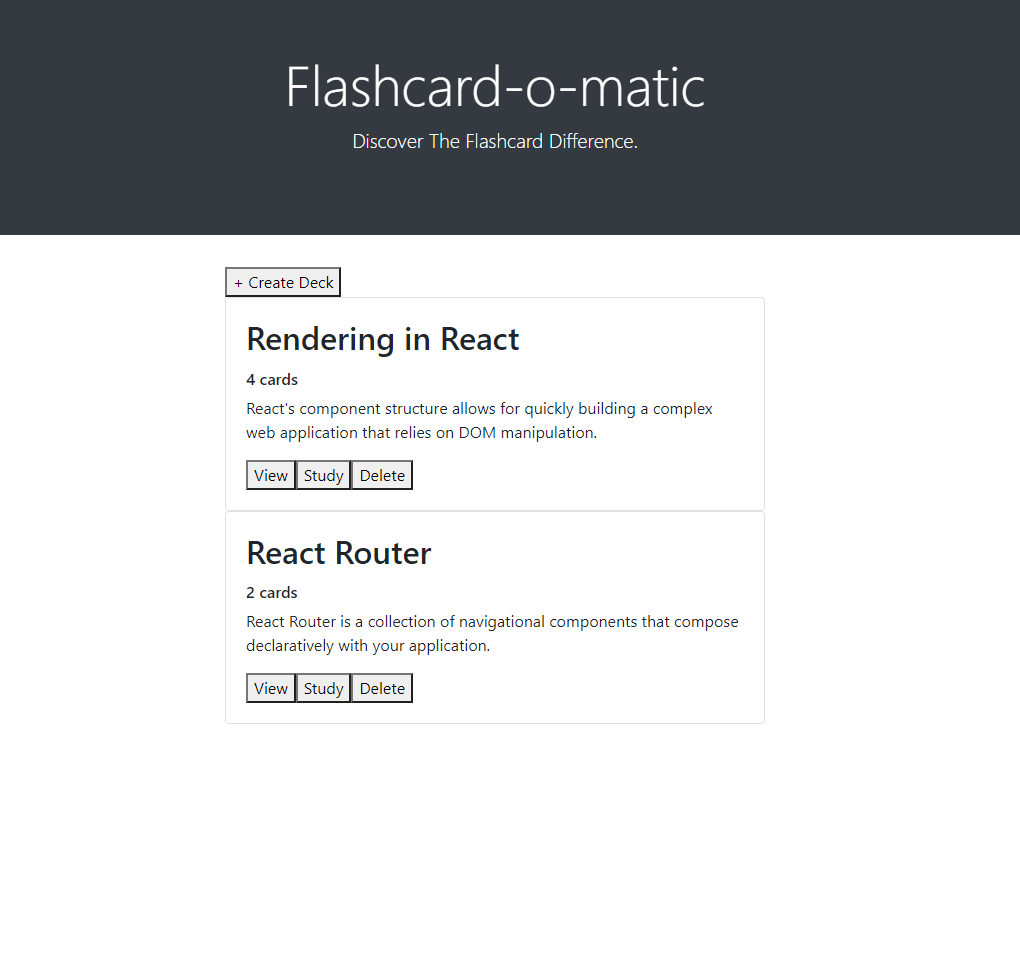 Flashcard-o-matic
Discover The Flashcard Difference.
+ Create Deck
Rendering in React
4 cards
React's component structure allows for quickly building a complex
web application that relies on DOM manipulation.
View Study Delete
React Router
2 cards
React Router is a collection of navigational components that compose
declaratively with your application.
View Study Delete